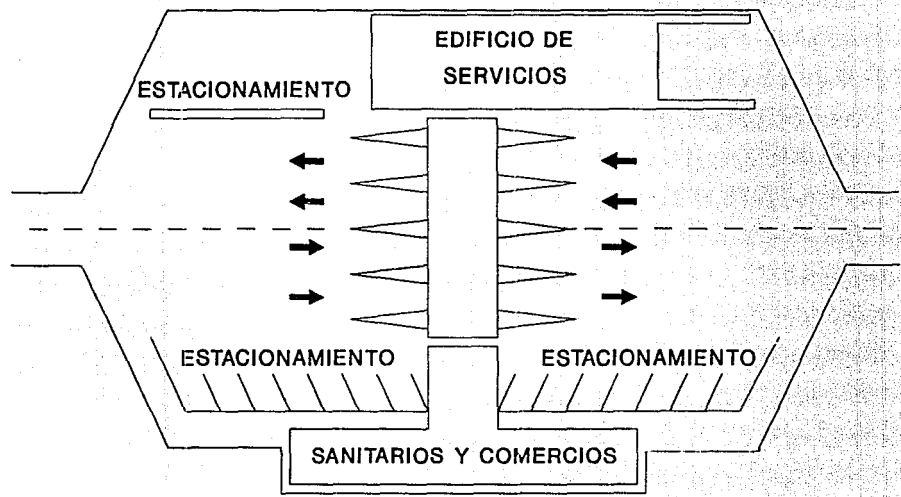 EDIFICIO DE
SERVICIOS
ESTACIONAMIENTO
ESTACIONAMIENTO
ESTACIONAMIENTO
SANITARIOS Y COMERCIOS